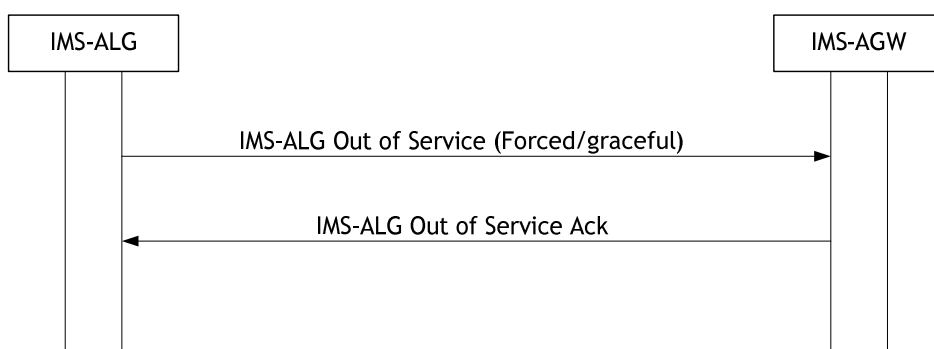 IMS-ALG
IMS-AGW
IMS-ALG Out of Service (Forced/graceful)
IMS-ALG Out of Service Ack